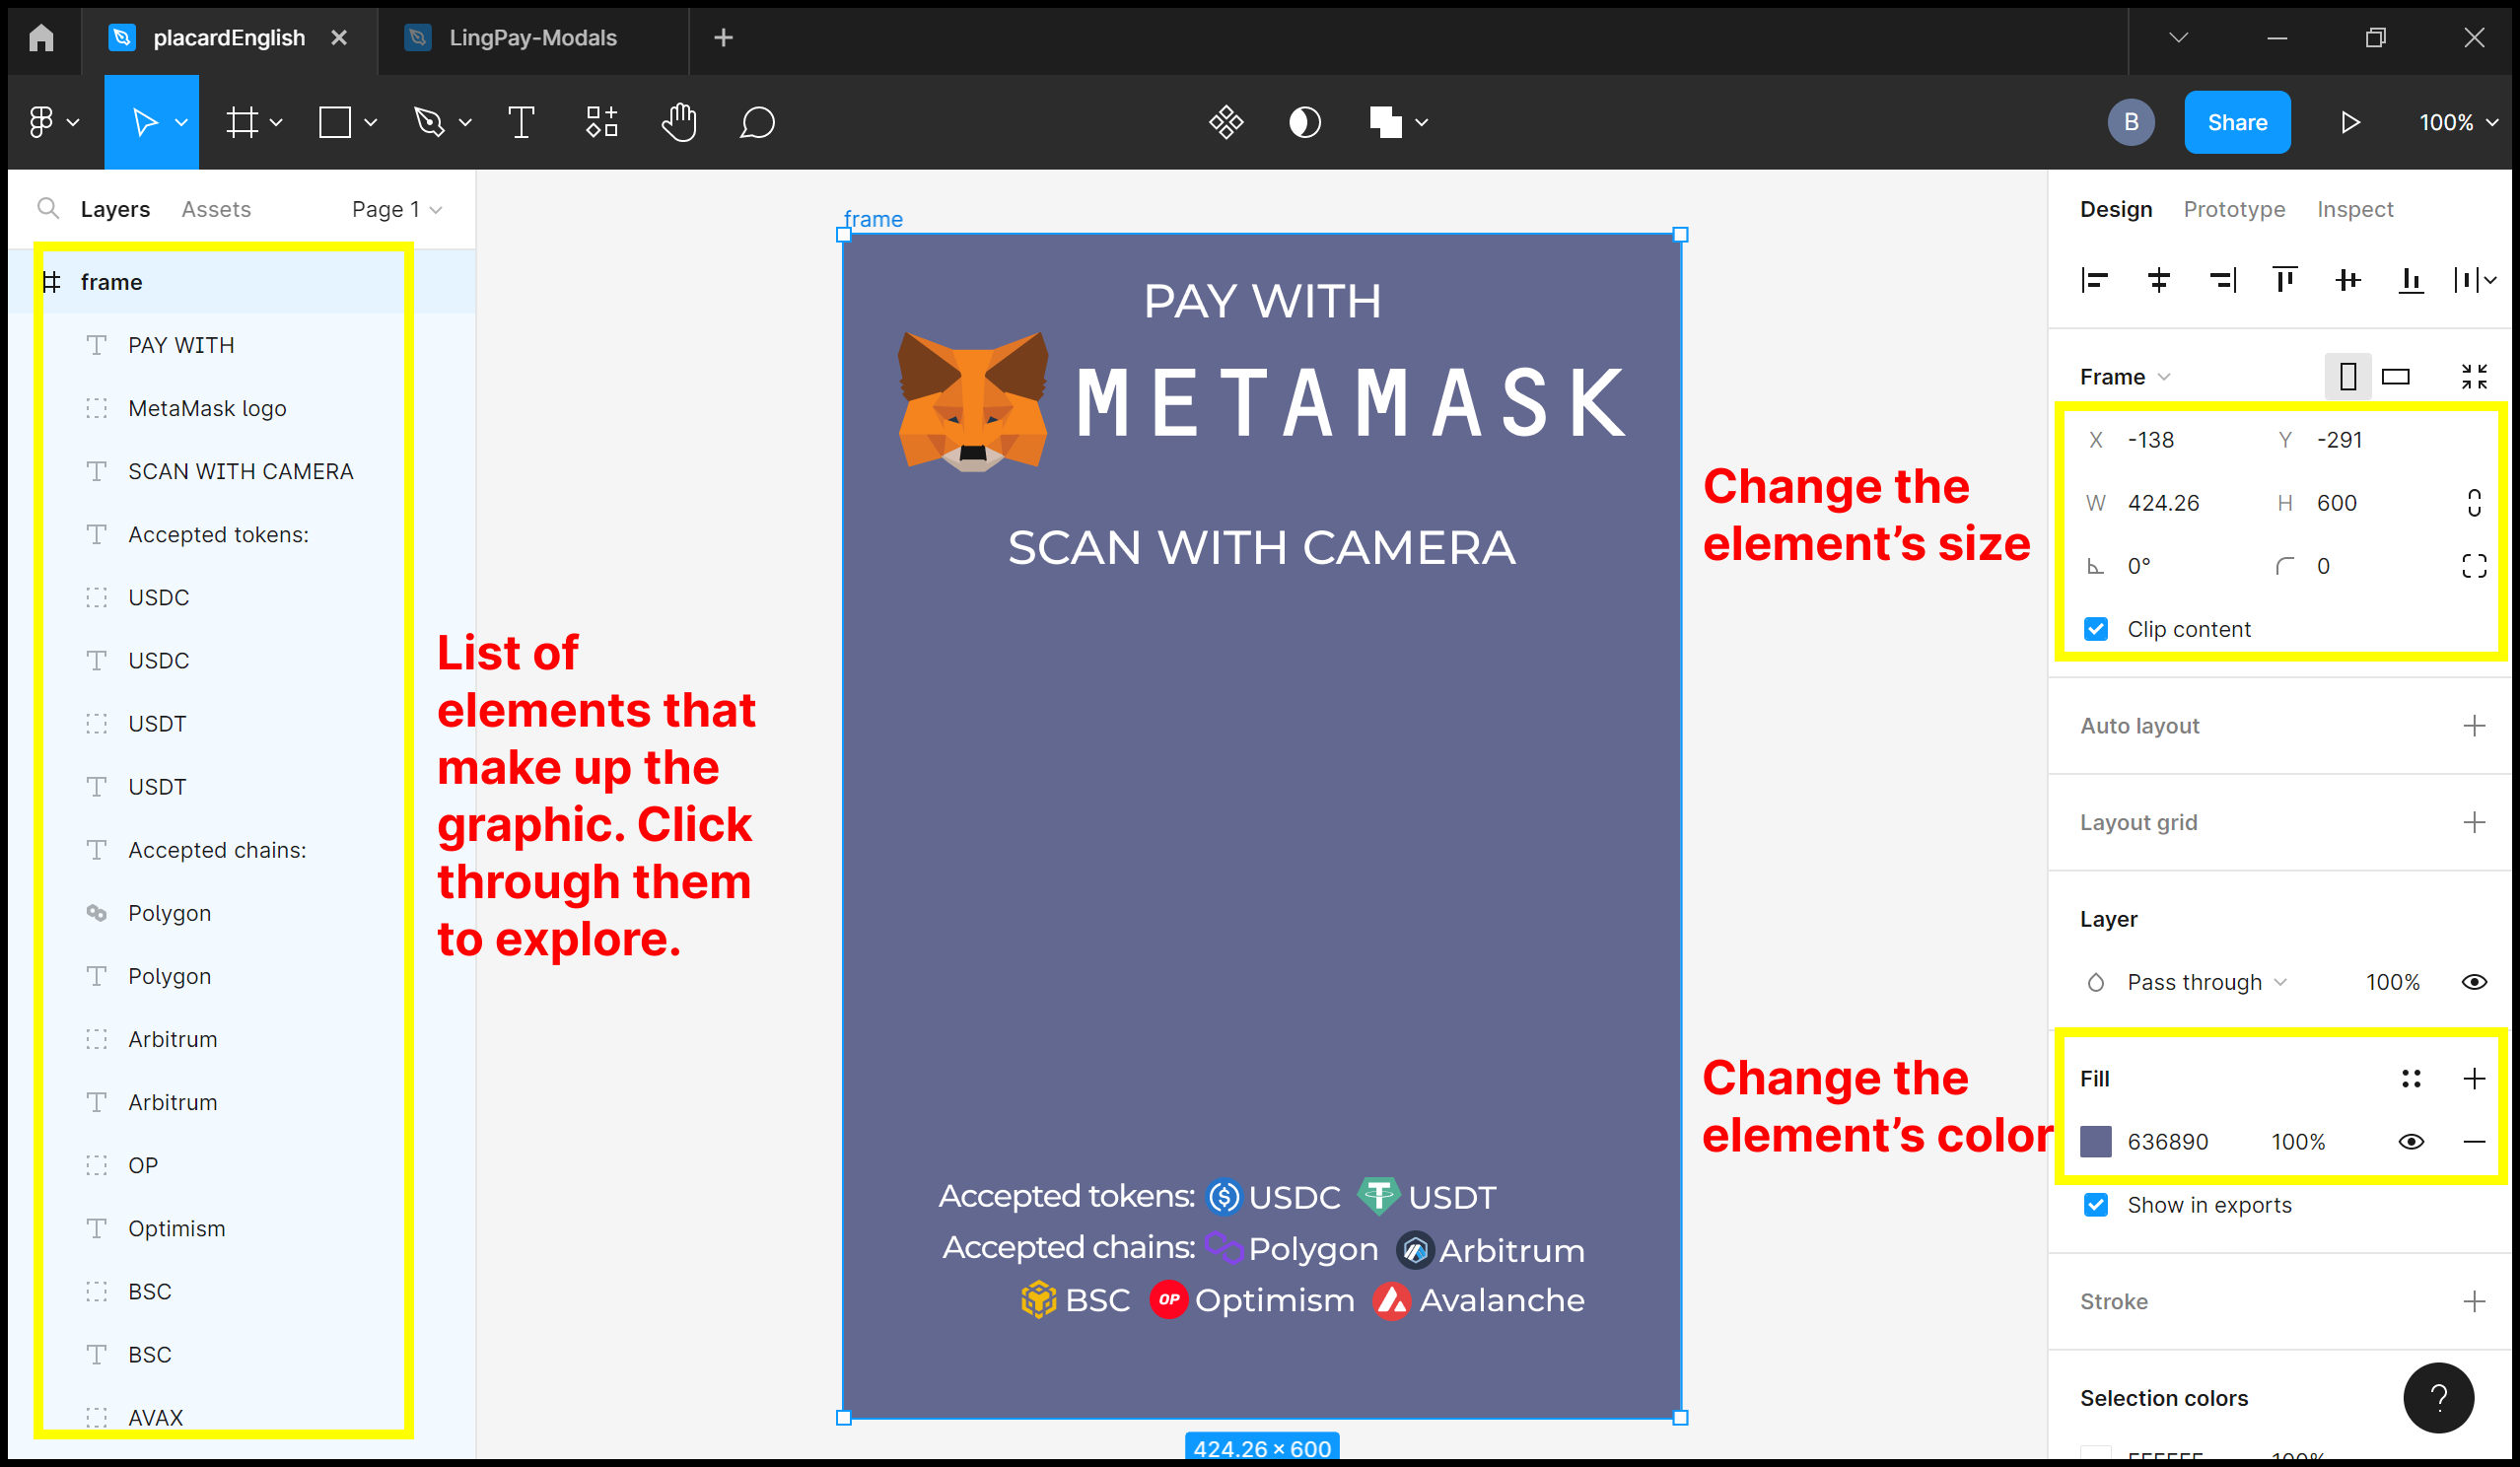 placardEnglish
LingPay-Modals
B
Share
100%
Layers
Assets
Page 1
frame
PAY WITH
MetaMask logo
SCAN WITH CAMERA
Accepted tokens:
USDC
USDC
USDT
USDT
Accepted chains:
Polygon
Polygon
Arbitrum
Arbitrum
OP
Optimism
BSC
BSC
AVAX
List of
elements that
make up the
graphic. Click
through them
to explore.
frame
PAY WITH
METAMASK
SCAN WITH CAMERA
Accepted tokens: USDC USDT
Accepted chains: Polygon Arbitrum
BSC OP Optimism Avalanche
424.26 × 600
Change the
element’s size
Change the
element’s color
Design Prototype Inspect
Frame
X -138 Y -291
W 424.26 H 600
0° 0
Clip content
Auto layout
Layout grid
Layer
Pass through 100%
Fill
636890 100%
Show in exports
Stroke
Selection colors
?
FFFFFF 100%